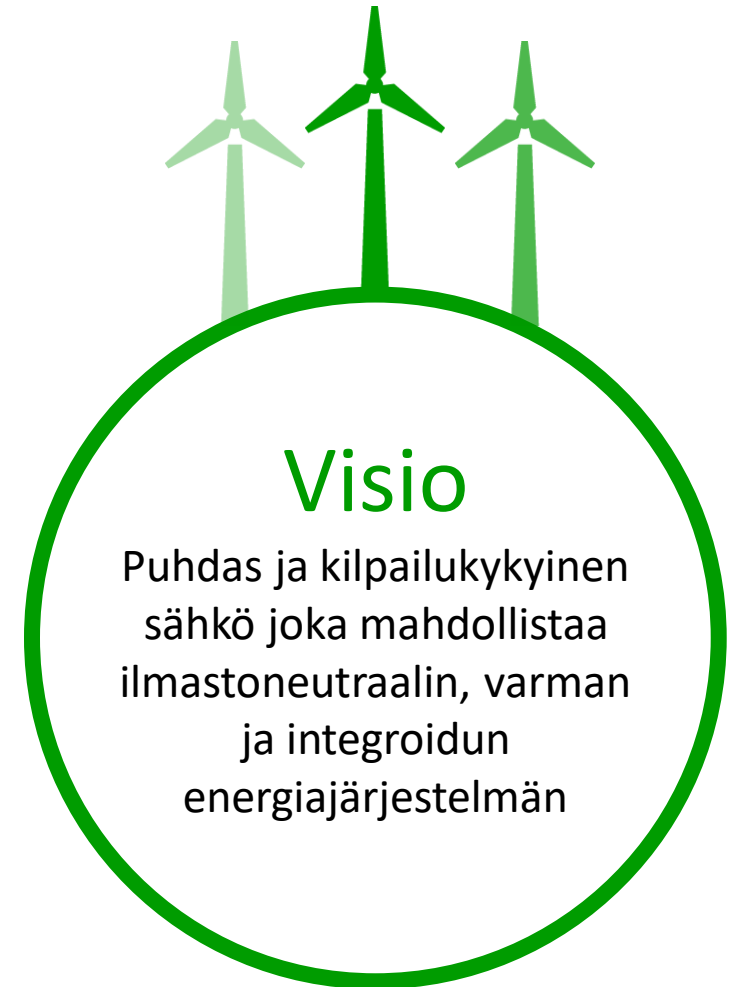 Visio
Puhdas ja kilpailukykyinen
sähkö joka mahdollistaa
ilmastoneutraalin, varman
ja integroidun
energiajärjestelmän